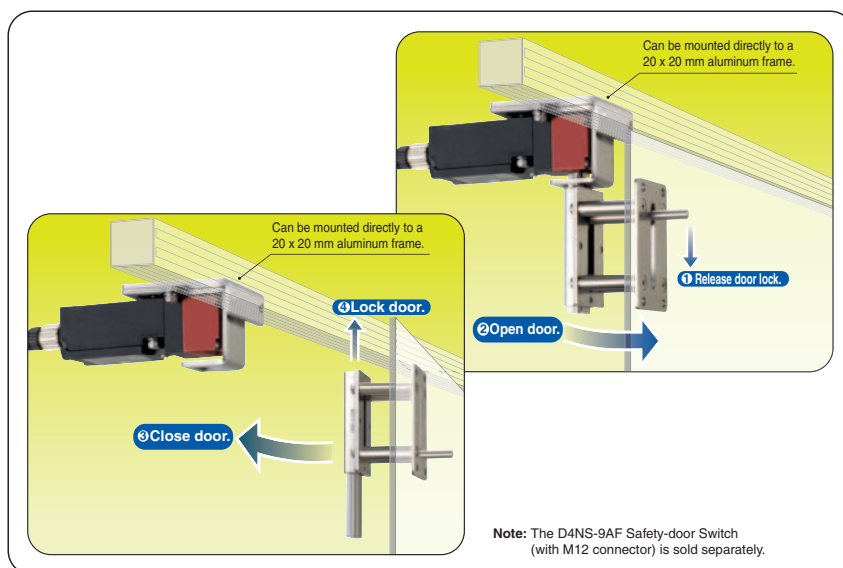 Can be mounted directly to a
20 x 20 mm aluminum frame.
❶ Release door lock.
❷Open door.
Can be mounted directly to a
20 x 20 mm aluminum frame.
❹Lock door.
❸Close door.
Note: The D4NS-9AF Safety-door Switch
(with M12 connector) is sold separately.